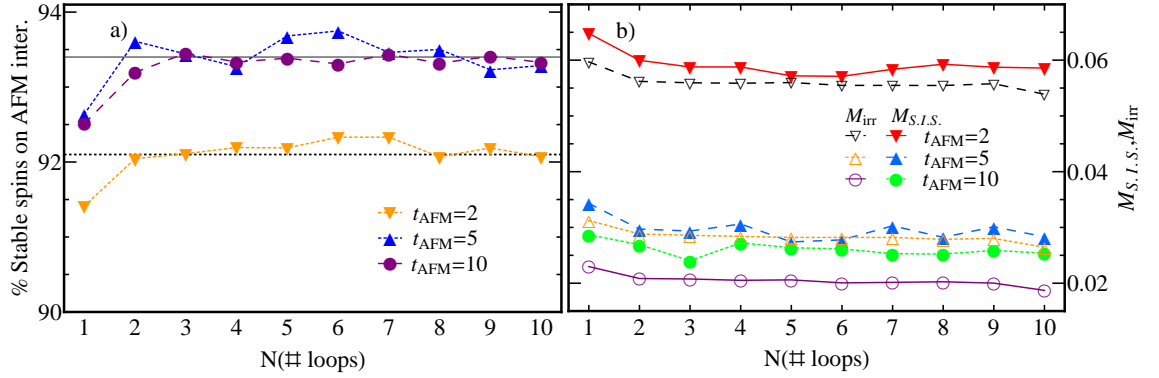 % Stable spins on AFM inter.
94
92
90
a)
t_AFM=2
t_AFM=5
t_AFM=10
1 2 3 4 5 6 7 8 9 10
N(# loops)
b)
M_irr M_S.I.S.
t_AFM=2
t_AFM=5
t_AFM=10
0.06
0.04
0.02
M_S.I.S.,M_irr
1 2 3 4 5 6 7 8 9 10
N(# loops)